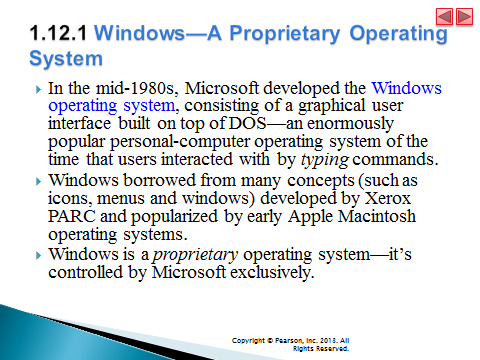 1.12.1 Windows—A Proprietary Operating
System
In the mid-1980s, Microsoft developed the Windows
operating system, consisting of a graphical user
interface built on top of DOS—an enormously
popular personal-computer operating system of the
time that users interacted with by typing commands.
Windows borrowed from many concepts (such as
icons, menus and windows) developed by Xerox
PARC and popularized by early Apple Macintosh
operating systems.
Windows is a proprietary operating system—it's
controlled by Microsoft exclusively.
Copyright © Pearson, Inc. 2013. All
Rights Reserved.